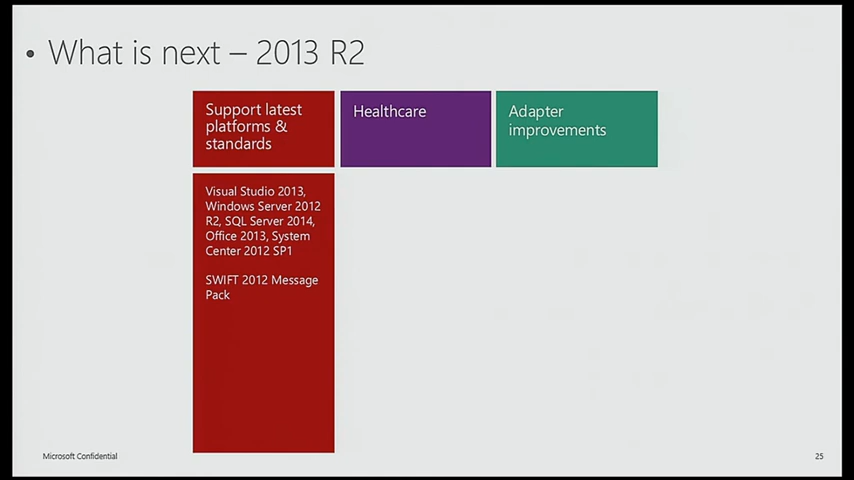 • What is next – 2013 R2
Support latest
platforms &
standards
Healthcare
Adapter
improvements
Visual Studio 2013,
Windows Server 2012
R2, SQL Server 2014,
Office 2013, System
Center 2012 SP1
SWIFT 2012 Message
Pack
Microsoft Confidential
25